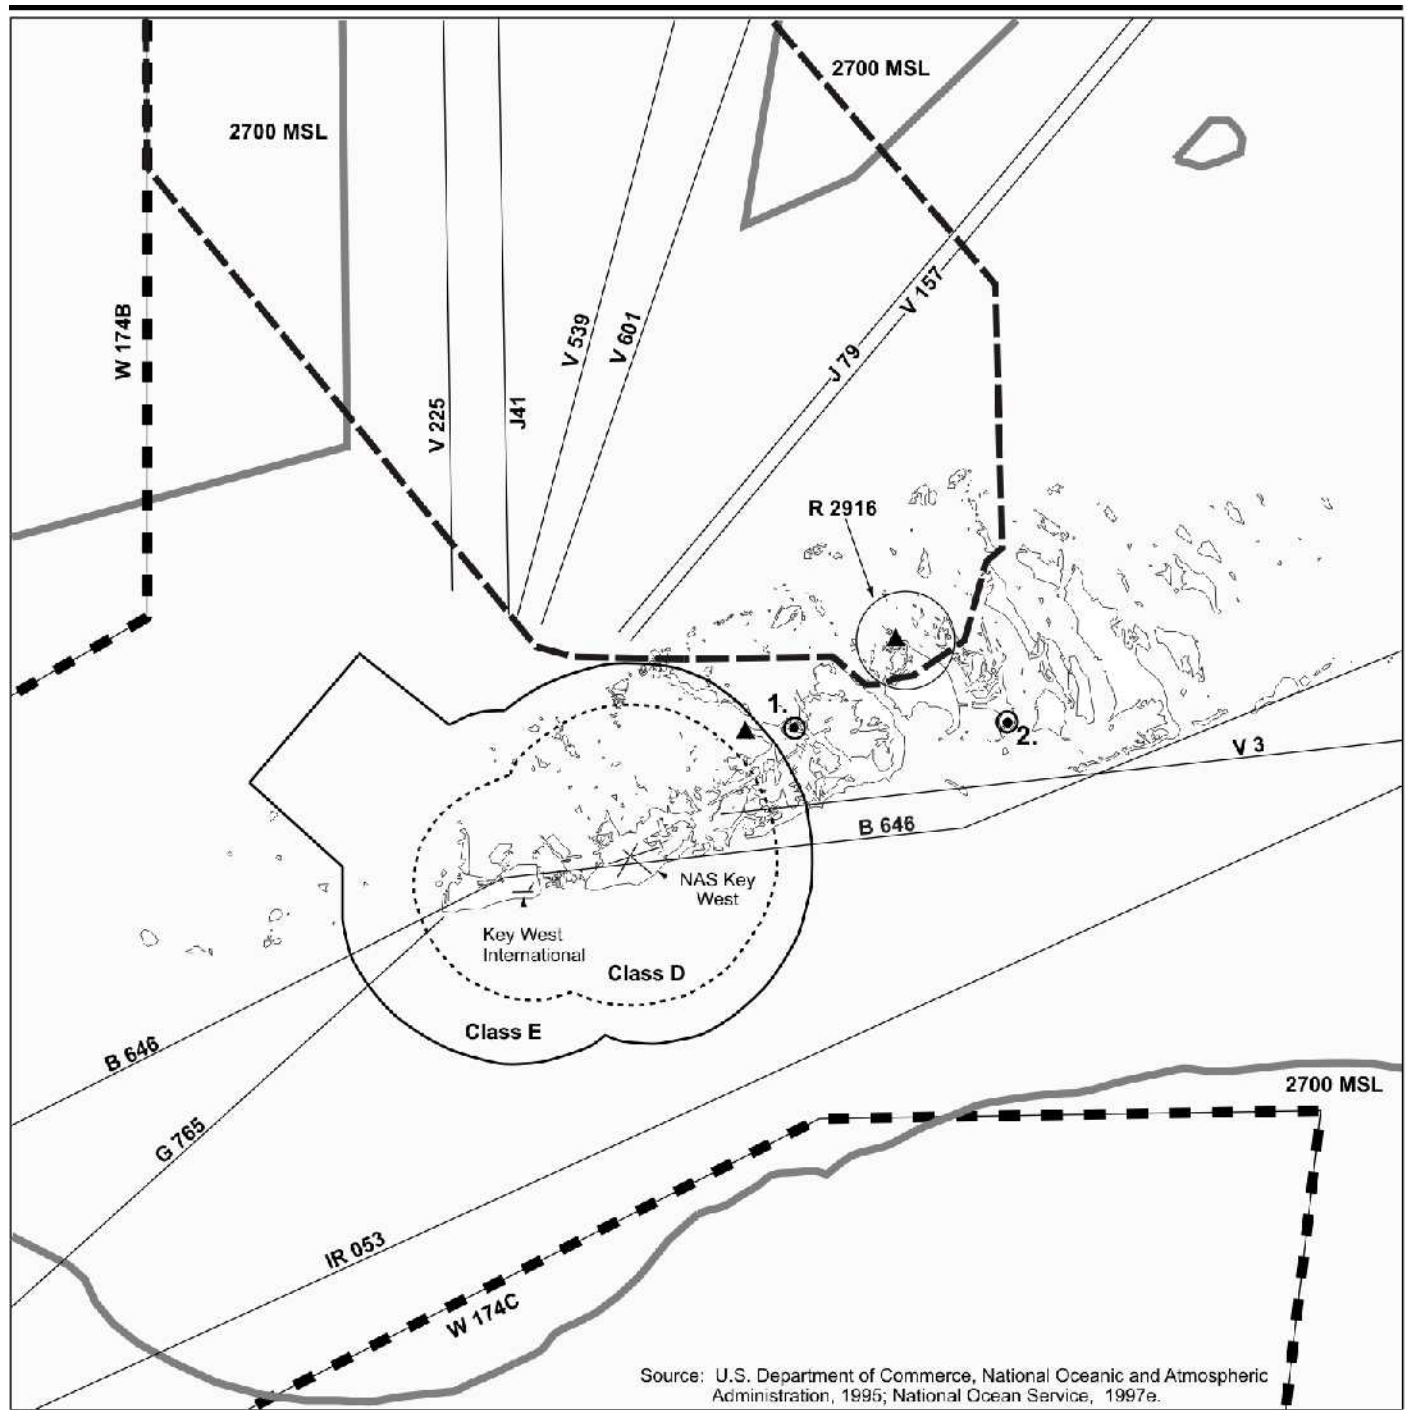 2700 MSL
2700 MSL
W 174B
V 539
V 601
V 157
J 79
V 225
J41
R 2916
1.
2.
V 3
B 646
NAS Key
West
Key West
International
Class D
Class E
B 646
G 765
2700 MSL
IR 053
W 174C
Source: U.S. Department of Commerce, National Oceanic and Atmospheric
Administration, 1995; National Ocean Service, 1997e.